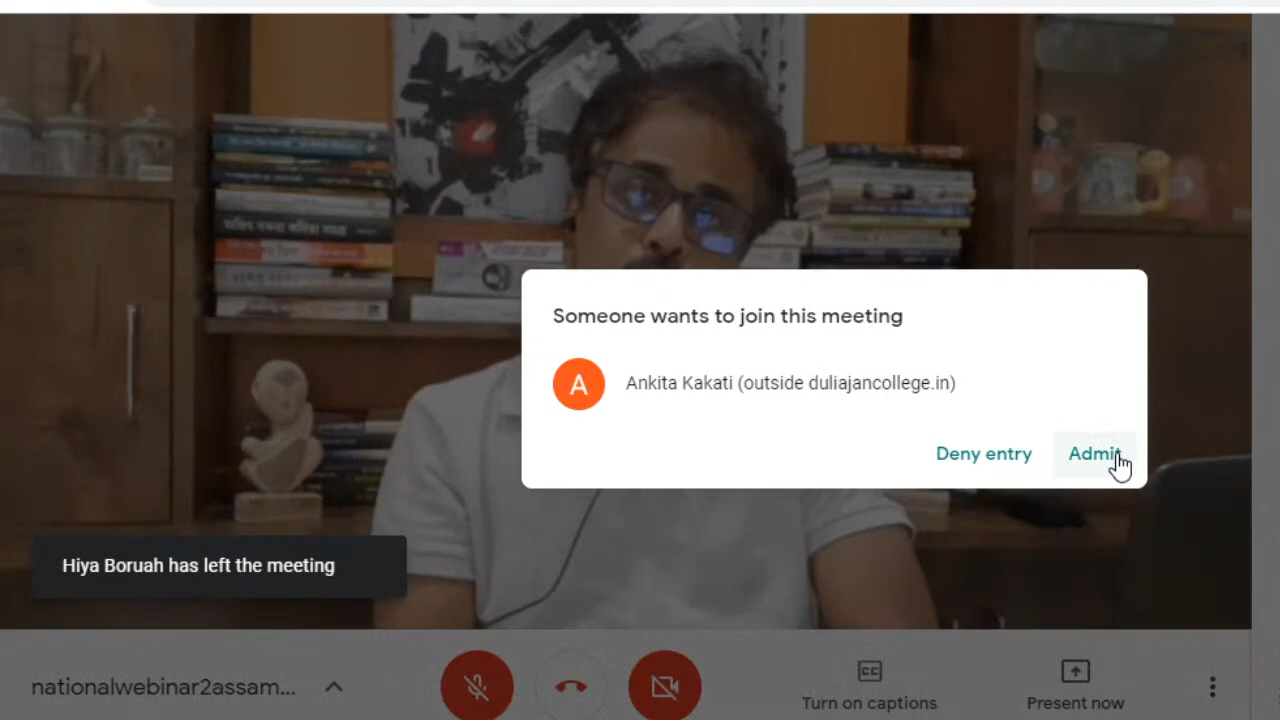 Someone wants to join this meeting
A
Ankita Kakati (outside duliajancollege.in)
Deny entry
Admit
Hiya Boruah has left the meeting
nationalwebinar2assam...
CC
Turn on captions
Present now